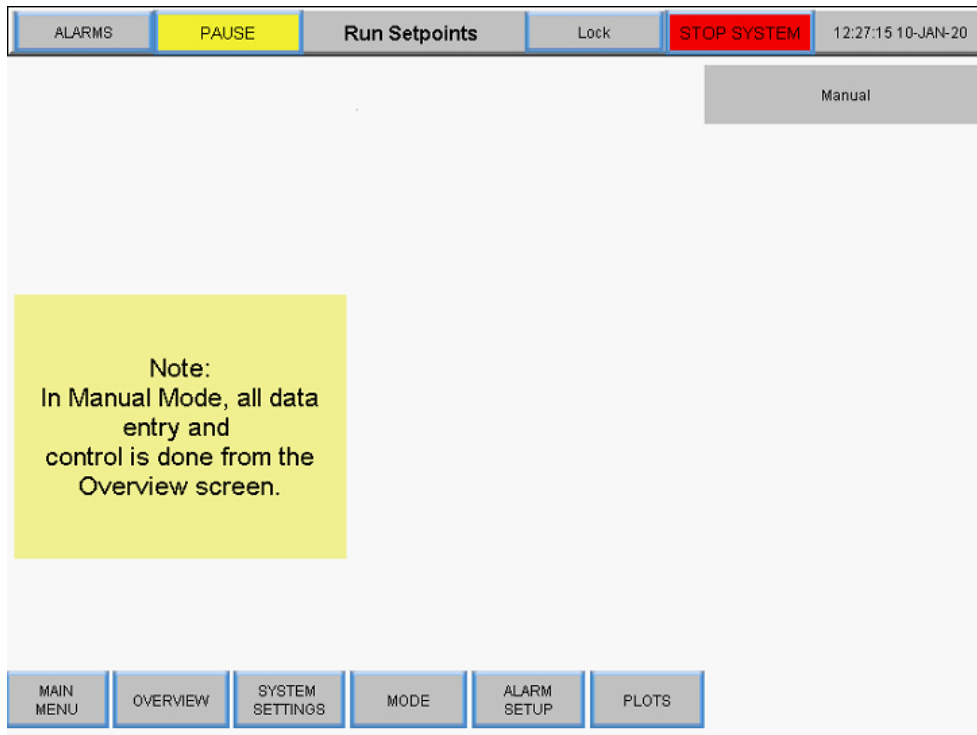 ALARMS
PAUSE
Run Setpoints
Lock
STOP SYSTEM
12:27:15 10-JAN-20
Manual
Note:
In Manual Mode, all data
entry and
control is done from the
Overview screen.
MAIN
MENU
OVERVIEW
SYSTEM
SETTINGS
MODE
ALARM
SETUP
PLOTS